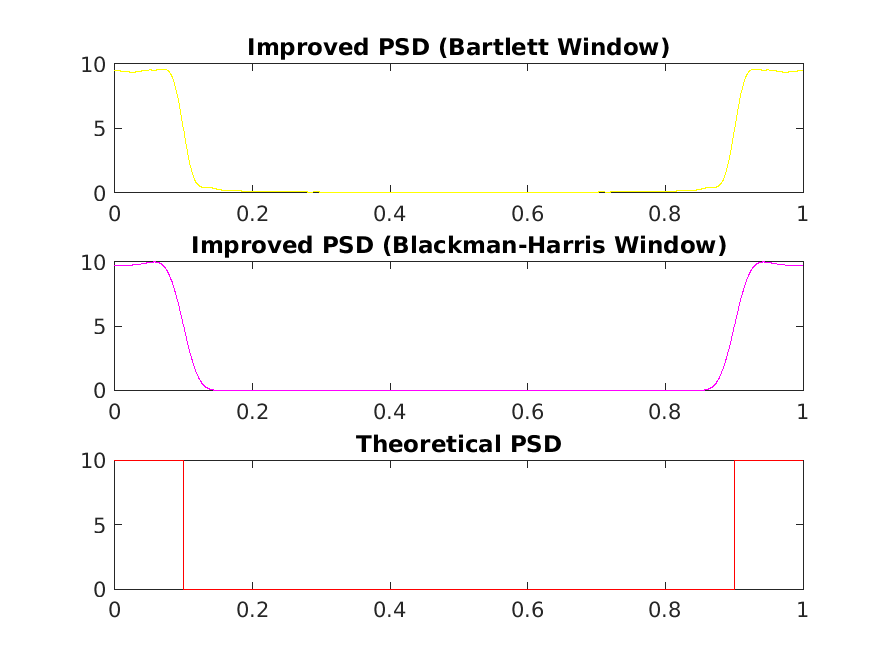 Improved PSD (Bartlett Window)
10
5
0
0 0.2 0.4 0.6 0.8 1
Improved PSD (Blackman-Harris Window)
10
5
0
0 0.2 0.4 0.6 0.8 1
Theoretical PSD
10
5
0
0 0.2 0.4 0.6 0.8 1